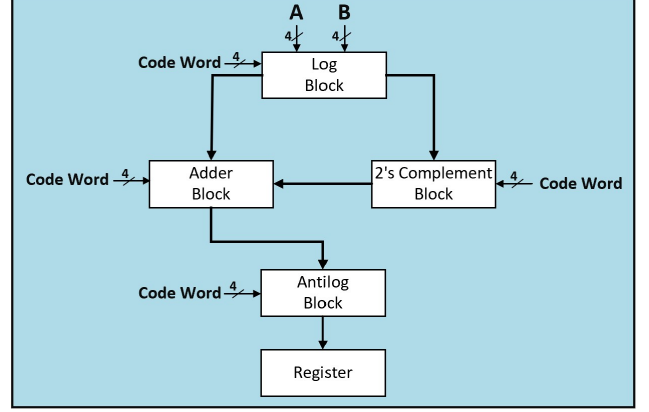 A B
4 4
Code Word 4
Log
Block
Code Word 4
Adder
Block
2's Complement
Block
4 Code Word
Code Word 4
Antilog
Block
Register